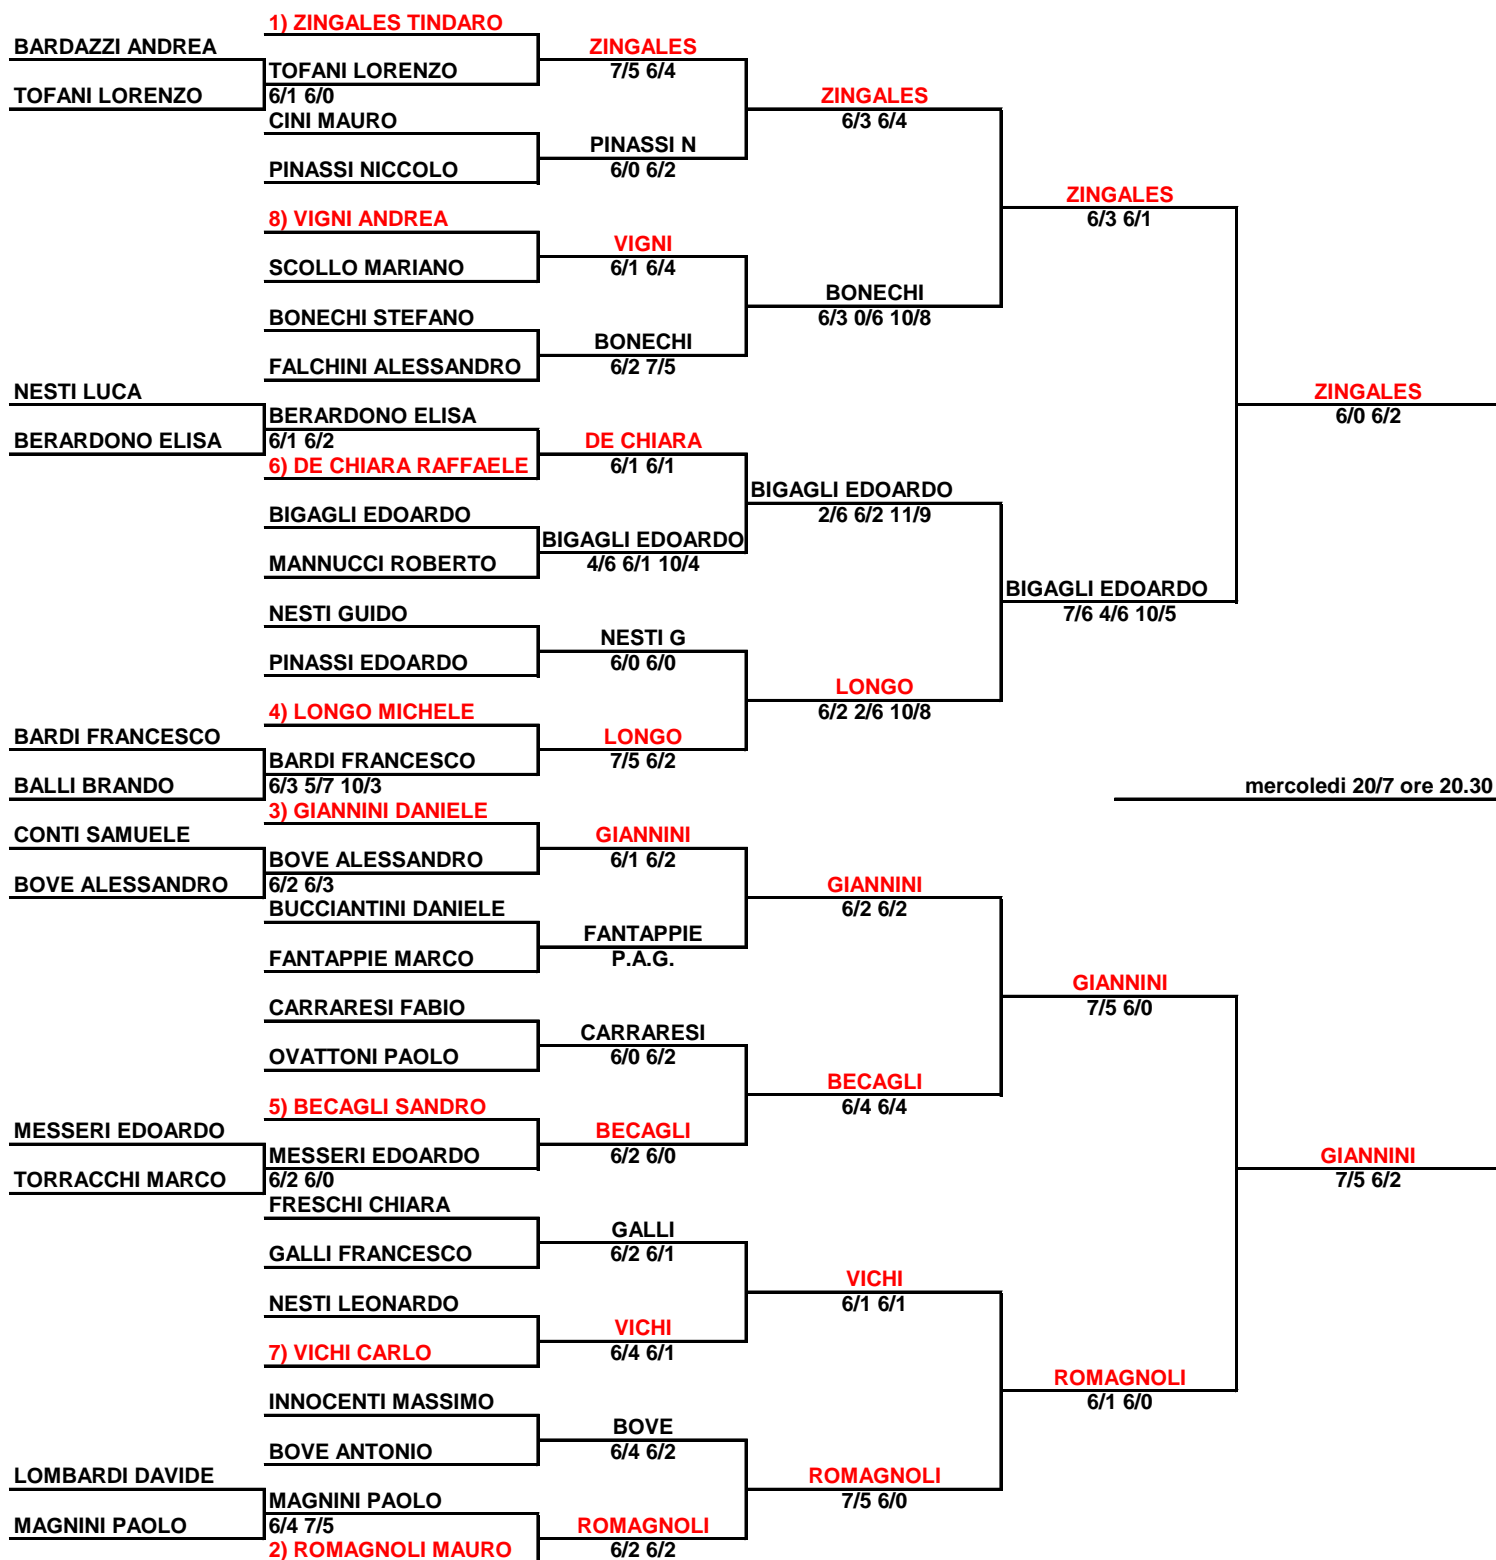 1) ZINGALES TINDARO
BARDAZZI ANDREA
ZINGALES
TOFANI LORENZO
7/5 6/4
TOFANI LORENZO
6/1 6/0
ZINGALES
CINI MAURO
6/3 6/4
PINASSI N
PINASSI NICCOLO
6/0 6/2
ZINGALES
8) VIGNI ANDREA
6/3 6/1
VIGNI
SCOLLO MARIANO
6/1 6/4
BONECHI
BONECHI STEFANO
6/3 0/6 10/8
BONECHI
FALCHINI ALESSANDRO
6/2 7/5
NESTI LUCA
ZINGALES
BERARDONO ELISA
6/0 6/2
BERARDONO ELISA
6/1 6/2
DE CHIARA
6) DE CHIARA RAFFAELE
6/1 6/1
BIGAGLI EDOARDO
BIGAGLI EDOARDO
2/6 6/2 11/9
BIGAGLI EDOARDO
MANNUCCI ROBERTO
4/6 6/1 10/4
BIGAGLI EDOARDO
NESTI GUIDO
7/6 4/6 10/5
NESTI G
PINASSI EDOARDO
6/0 6/0
LONGO
4) LONGO MICHELE
6/2 2/6 10/8
BARDI FRANCESCO
LONGO
BARDI FRANCESCO
7/5 6/2
BALLI BRANDO
6/3 5/7 10/3
mercoledi 20/7 ore 20.30
3) GIANNINI DANIELE
CONTI SAMUELE
GIANNINI
BOVE ALESSANDRO
6/1 6/2
BOVE ALESSANDRO
6/2 6/3
GIANNINI
BUCCIANTINI DANIELE
6/2 6/2
FANTAPPIE
FANTAPPIE MARCO
P.A.G.
GIANNINI
CARRARESI FABIO
7/5 6/0
CARRARESI
OVATTONI PAOLO
6/0 6/2
BECAGLI
5) BECAGLI SANDRO
6/4 6/4
MESSERI EDOARDO
BECAGLI
MESSERI EDOARDO
6/2 6/0
GIANNINI
TORRACCHI MARCO
6/2 6/0
7/5 6/2
FRESCHI CHIARA
GALLI
GALLI FRANCESCO
6/2 6/1
VICHI
NESTI LEONARDO
6/1 6/1
VICHI
7) VICHI CARLO
6/4 6/1
ROMAGNOLI
INNOCENTI MASSIMO
6/1 6/0
BOVE
BOVE ANTONIO
6/4 6/2
LOMBARDI DAVIDE
ROMAGNOLI
MAGNINI PAOLO
7/5 6/0
MAGNINI PAOLO
6/4 7/5
ROMAGNOLI
2) ROMAGNOLI MAURO
6/2 6/2